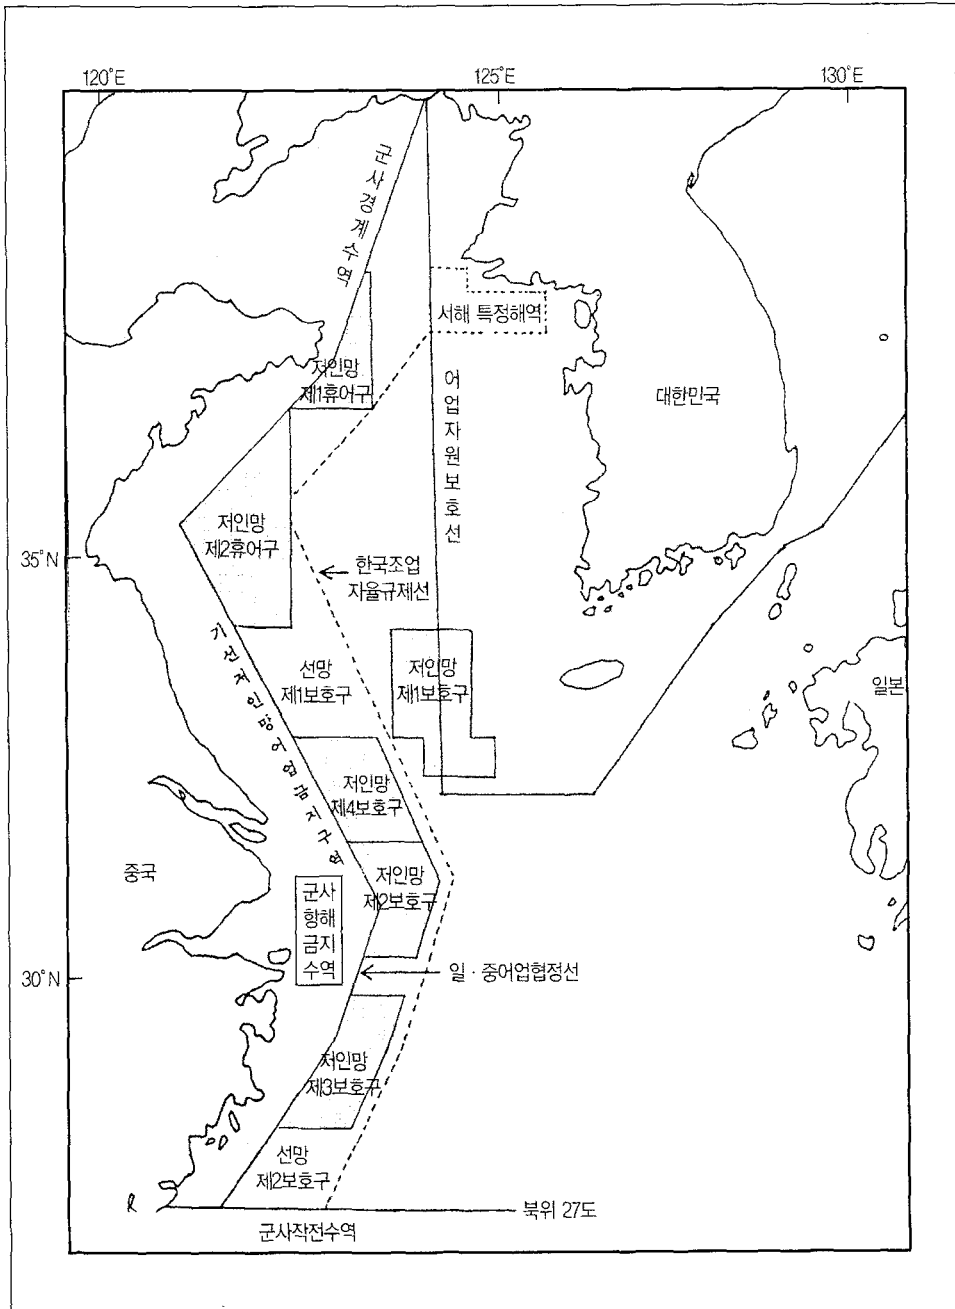 120°E
125°E
130°E
군사경계수역
서해 특정해역
저인망
제1휴어구
어업자원보호선
대한민국
저인망
제2휴어구
35°N
한국조업
자율규제선
기선저인망어업금지구역
선망
제1보호구
저인망
제1보호구
일본
저인망
제4보호구
중국
저인망
제2보호구
군사
항해
금지
수역
30°N
일·중어업협정선
저인망
제3보호구
선망
제2보호구
북위 27도
군사작전수역